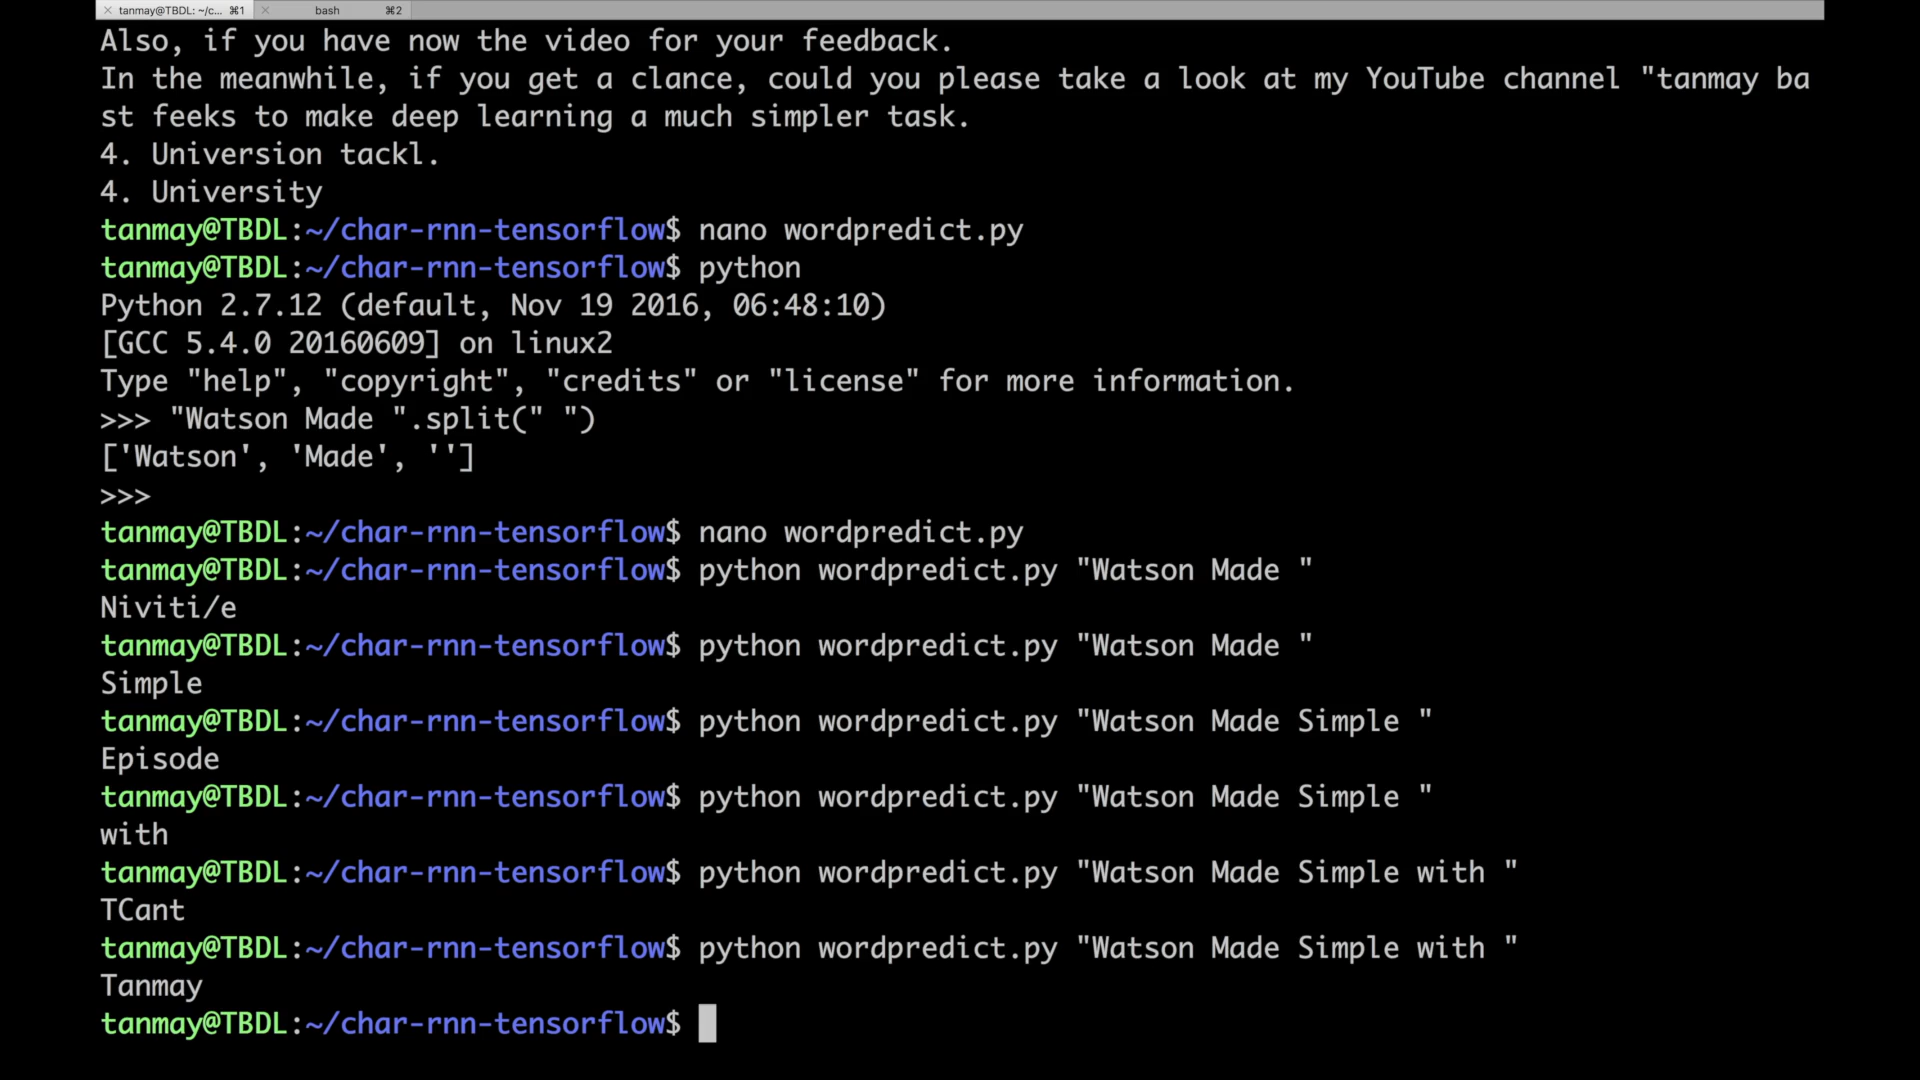 tanmay@TBDL: ~/c... ⌘1 bash ⌘2
Also, if you have now the video for your feedback.
In the meanwhile, if you get a clance, could you please take a look at my YouTube channel "tanmay ba
st feeks to make deep learning a much simpler task.
4. Universion tackl.
4. University
tanmay@TBDL:~/char-rnn-tensorflow$ nano wordpredict.py
tanmay@TBDL:~/char-rnn-tensorflow$ python
Python 2.7.12 (default, Nov 19 2016, 06:48:10)
[GCC 5.4.0 20160609] on linux2
Type "help", "copyright", "credits" or "license" for more information.
>>> "Watson Made ".split(" ")
['Watson', 'Made', '']
>>>
tanmay@TBDL:~/char-rnn-tensorflow$ nano wordpredict.py
tanmay@TBDL:~/char-rnn-tensorflow$ python wordpredict.py "Watson Made "
Niviti/e
tanmay@TBDL:~/char-rnn-tensorflow$ python wordpredict.py "Watson Made "
Simple
tanmay@TBDL:~/char-rnn-tensorflow$ python wordpredict.py "Watson Made Simple "
Episode
tanmay@TBDL:~/char-rnn-tensorflow$ python wordpredict.py "Watson Made Simple "
with
tanmay@TBDL:~/char-rnn-tensorflow$ python wordpredict.py "Watson Made Simple with "
TCant
tanmay@TBDL:~/char-rnn-tensorflow$ python wordpredict.py "Watson Made Simple with "
Tanmay
tanmay@TBDL:~/char-rnn-tensorflow$